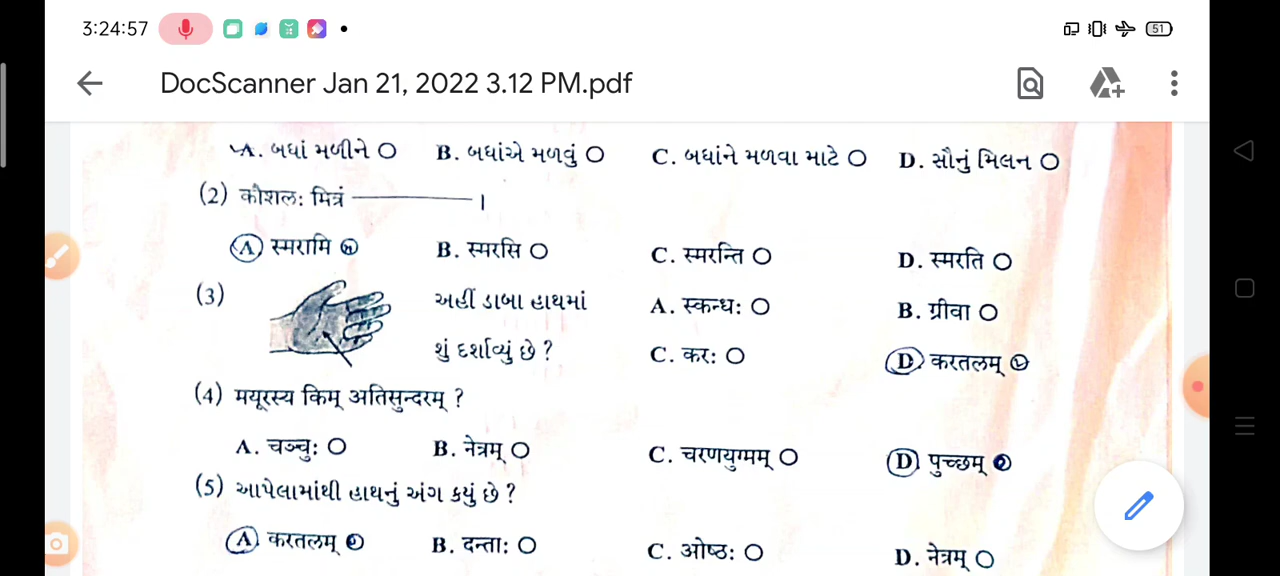 3:24:57 51
DocScanner Jan 21, 2022 3.12 PM.pdf
A. બધાં મળીને B. બધાંએ મળવું C. બધાંને મળવા માટે D. સૌનું મિલન
(2) कौशलः मित्रं ———— ।
A स्मरामि B. स्मरसि C. स्मरन्ति D. स्मरति
(3) અહીં ડાબા હાથમાં A. स्कन्धः B. ग्रीवा
શું દર્શાવ્યું છે ? C. करः D करतलम्
(4) मयूरस्य किम् अतिसुन्दरम् ?
A. चञ्चुः B. नेत्रम् C. चरणयुग्मम् D पुच्छम्
(5) આપેલામાંથી હાથનું અંગ કયું છે ?
A करतलम् B. दन्ताः C. ओष्ठः D. नेत्रम्